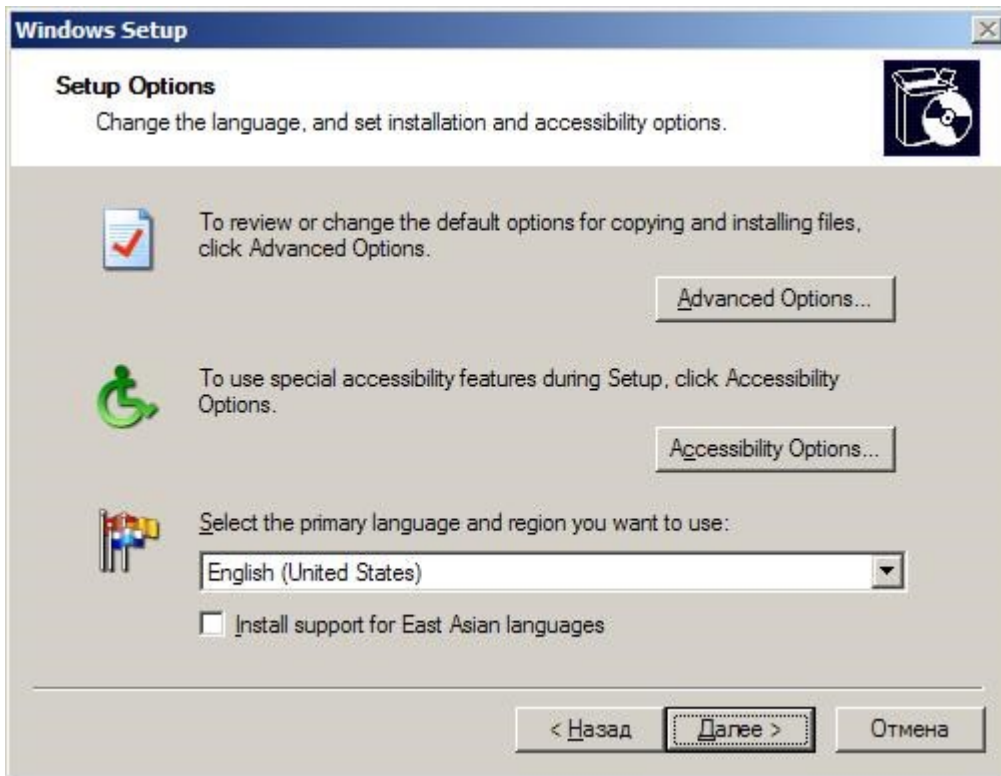 Windows Setup
Setup Options
Change the language, and set installation and accessibility options.
To review or change the default options for copying and installing files,
click Advanced Options.
Advanced Options...
To use special accessibility features during Setup, click Accessibility
Options.
Accessibility Options...
Select the primary language and region you want to use:
English (United States)
Install support for East Asian languages
< Назад
Далее >
Отмена